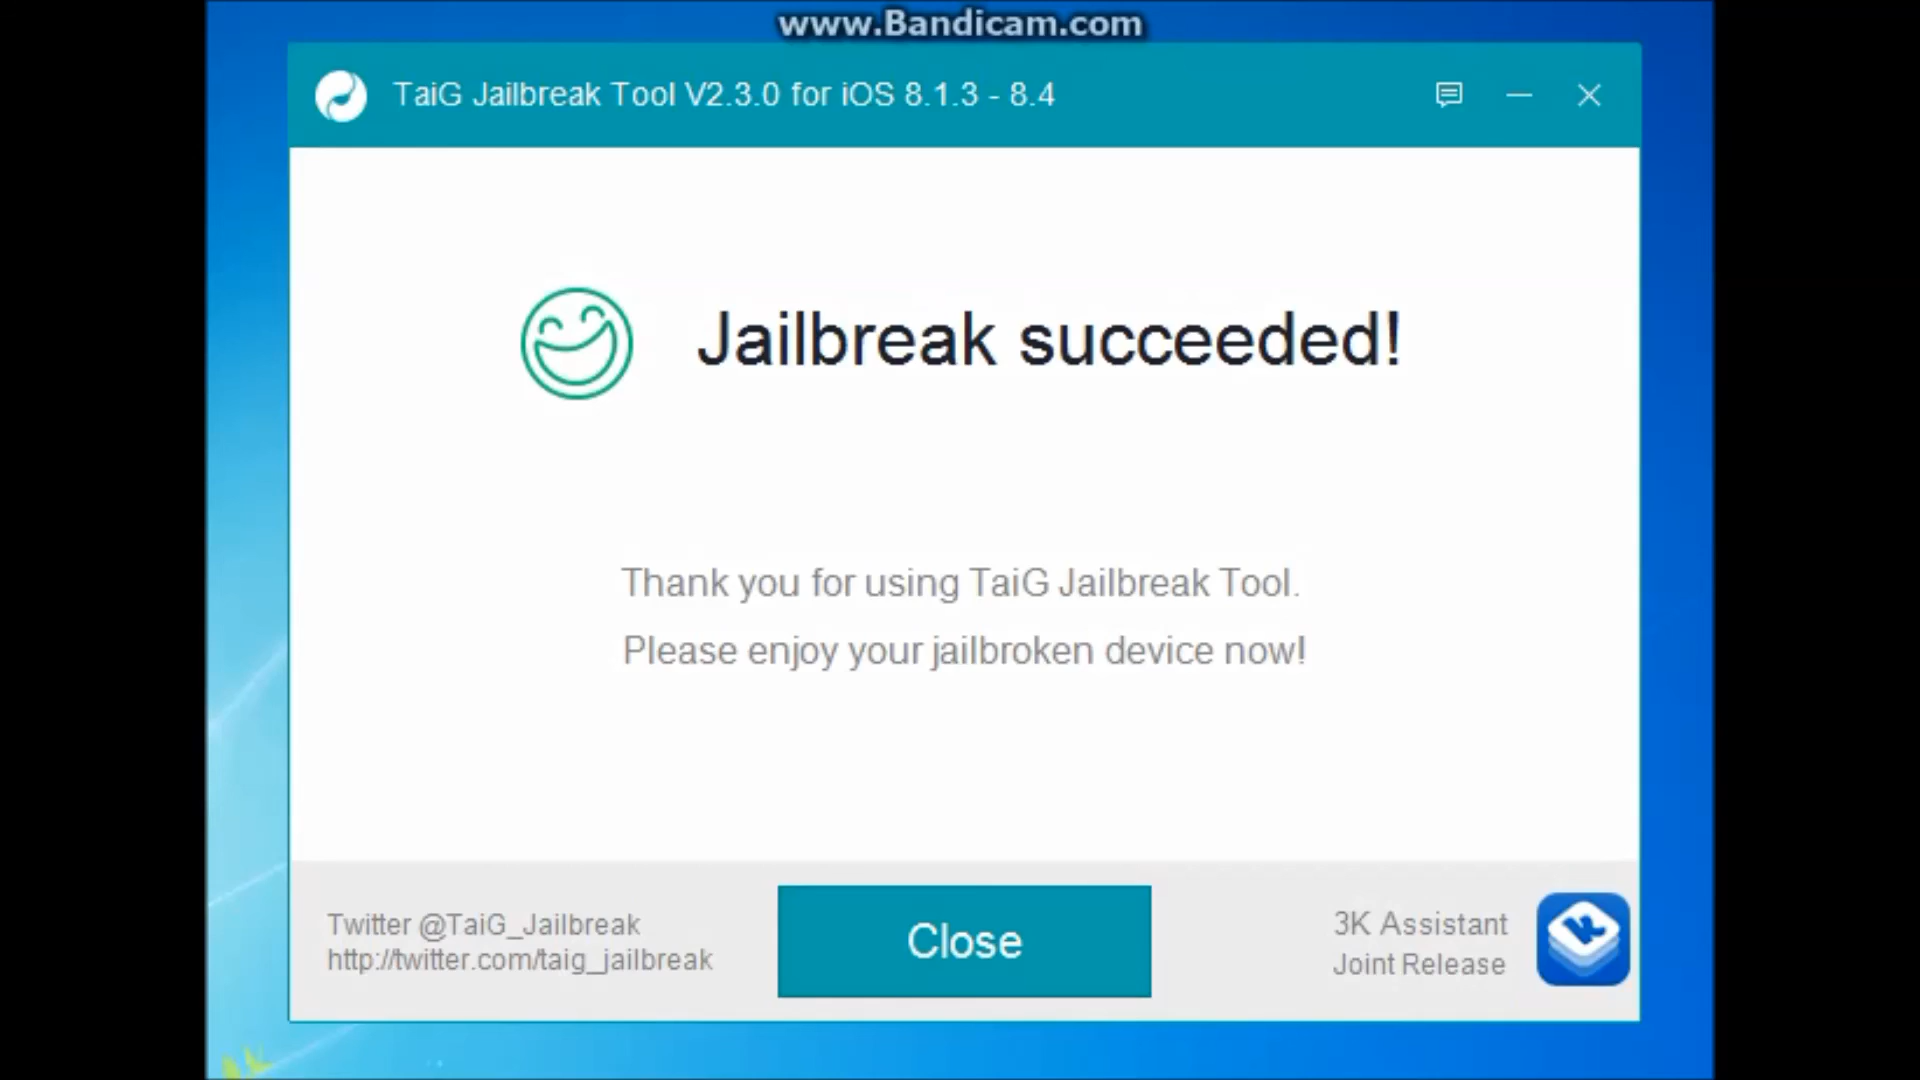 www.Bandicam.com
TaiG Jailbreak Tool V2.3.0 for iOS 8.1.3 - 8.4
Jailbreak succeeded!
Thank you for using TaiG Jailbreak Tool.
Please enjoy your jailbroken device now!
Twitter @TaiG_Jailbreak
http://twitter.com/taig_jailbreak
Close
3K Assistant
Joint Release